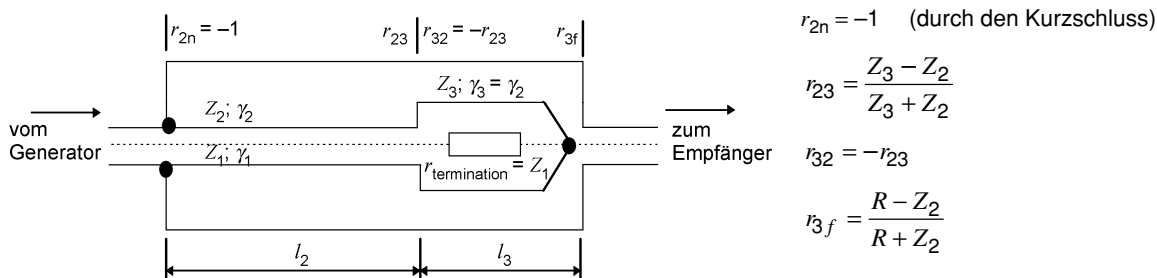 r2n = –1
r23
r32 = –r23
r3f
Z3; γ3 = γ2
Z2; γ2
vom
Generator
Z1; γ1
rtermination = Z1
zum
Empfänger
l2
l3
r2n = −1 (durch den Kurzschluss)
r23 = (Z3 − Z2) / (Z3 + Z2)
r32 = −r23
r3f = (R − Z2) / (R + Z2)